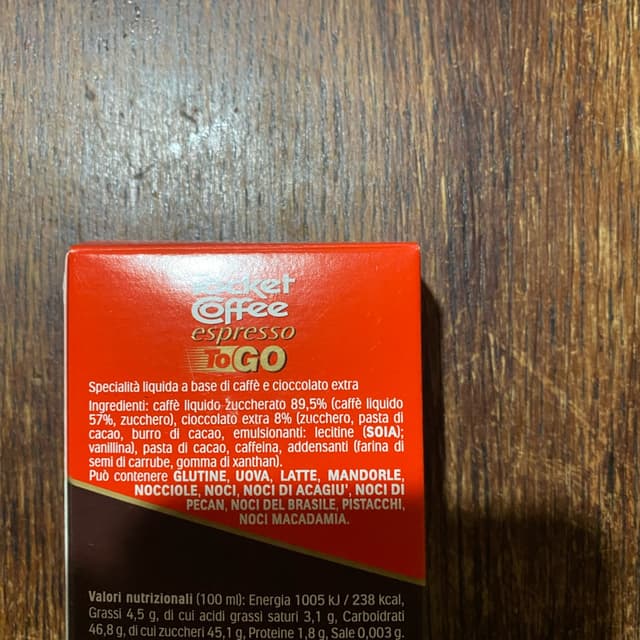 Pocket
Coffee
espresso
ToGO
Specialità liquida a base di caffè e cioccolato extra
Ingredienti: caffè liquido zuccherato 89,5% (caffè liquido
57%, zucchero), cioccolato extra 8% (zucchero, pasta di
cacao, burro di cacao, emulsionanti: lecitine (SOIA);
vanillina), pasta di cacao, caffeina, addensanti (farina di
semi di carrube, gomma di xanthan).
Può contenere GLUTINE, UOVA, LATTE, MANDORLE,
NOCCIOLE, NOCI, NOCI DI ACAGIU', NOCI DI
PECAN, NOCI DEL BRASILE, PISTACCHI,
NOCI MACADAMIA.
Valori nutrizionali (100 ml): Energia 1005 kJ / 238 kcal,
Grassi 4,5 g, di cui acidi grassi saturi 3,1 g, Carboidrati
46,8 g, di cui zuccheri 45,1 g, Proteine 1,8 g, Sale 0,003 g.